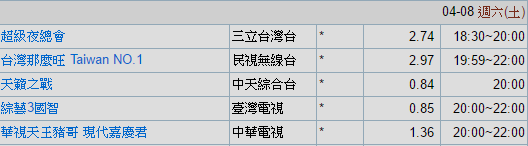 04-08 週六(土)
超級夜總會 三立台灣台 * 2.74 18:30~20:00
台灣那麼旺 Taiwan NO.1 民視無線台 * 2.97 19:59~22:00
天籟之戰 中天綜合台 * 0.84 20:00
綜藝3國智 臺灣電視 * 0.85 20:00~22:00
華視天王豬哥 現代嘉慶君 中華電視 * 1.36 20:00~22:00